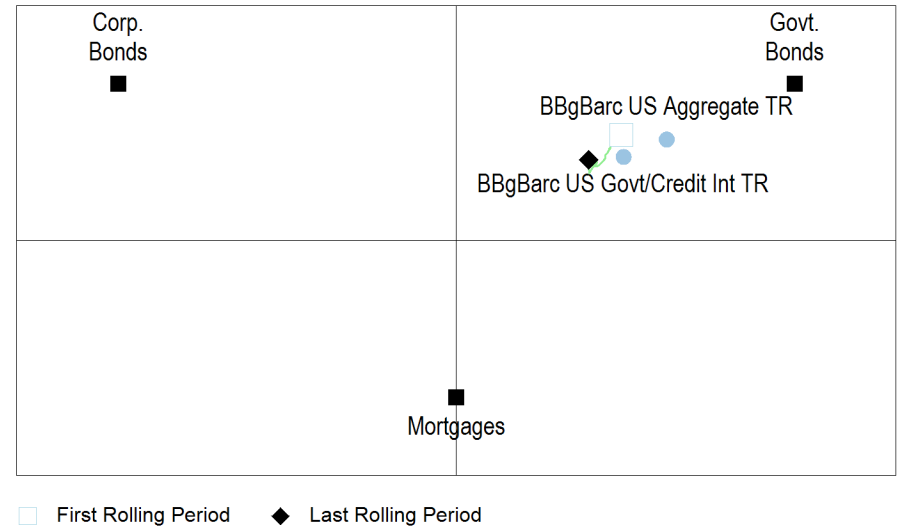 Corp.
Bonds
Govt.
Bonds
BBgBarc US Aggregate TR
BBgBarc US Govt/Credit Int TR
Mortgages
First Rolling Period
Last Rolling Period